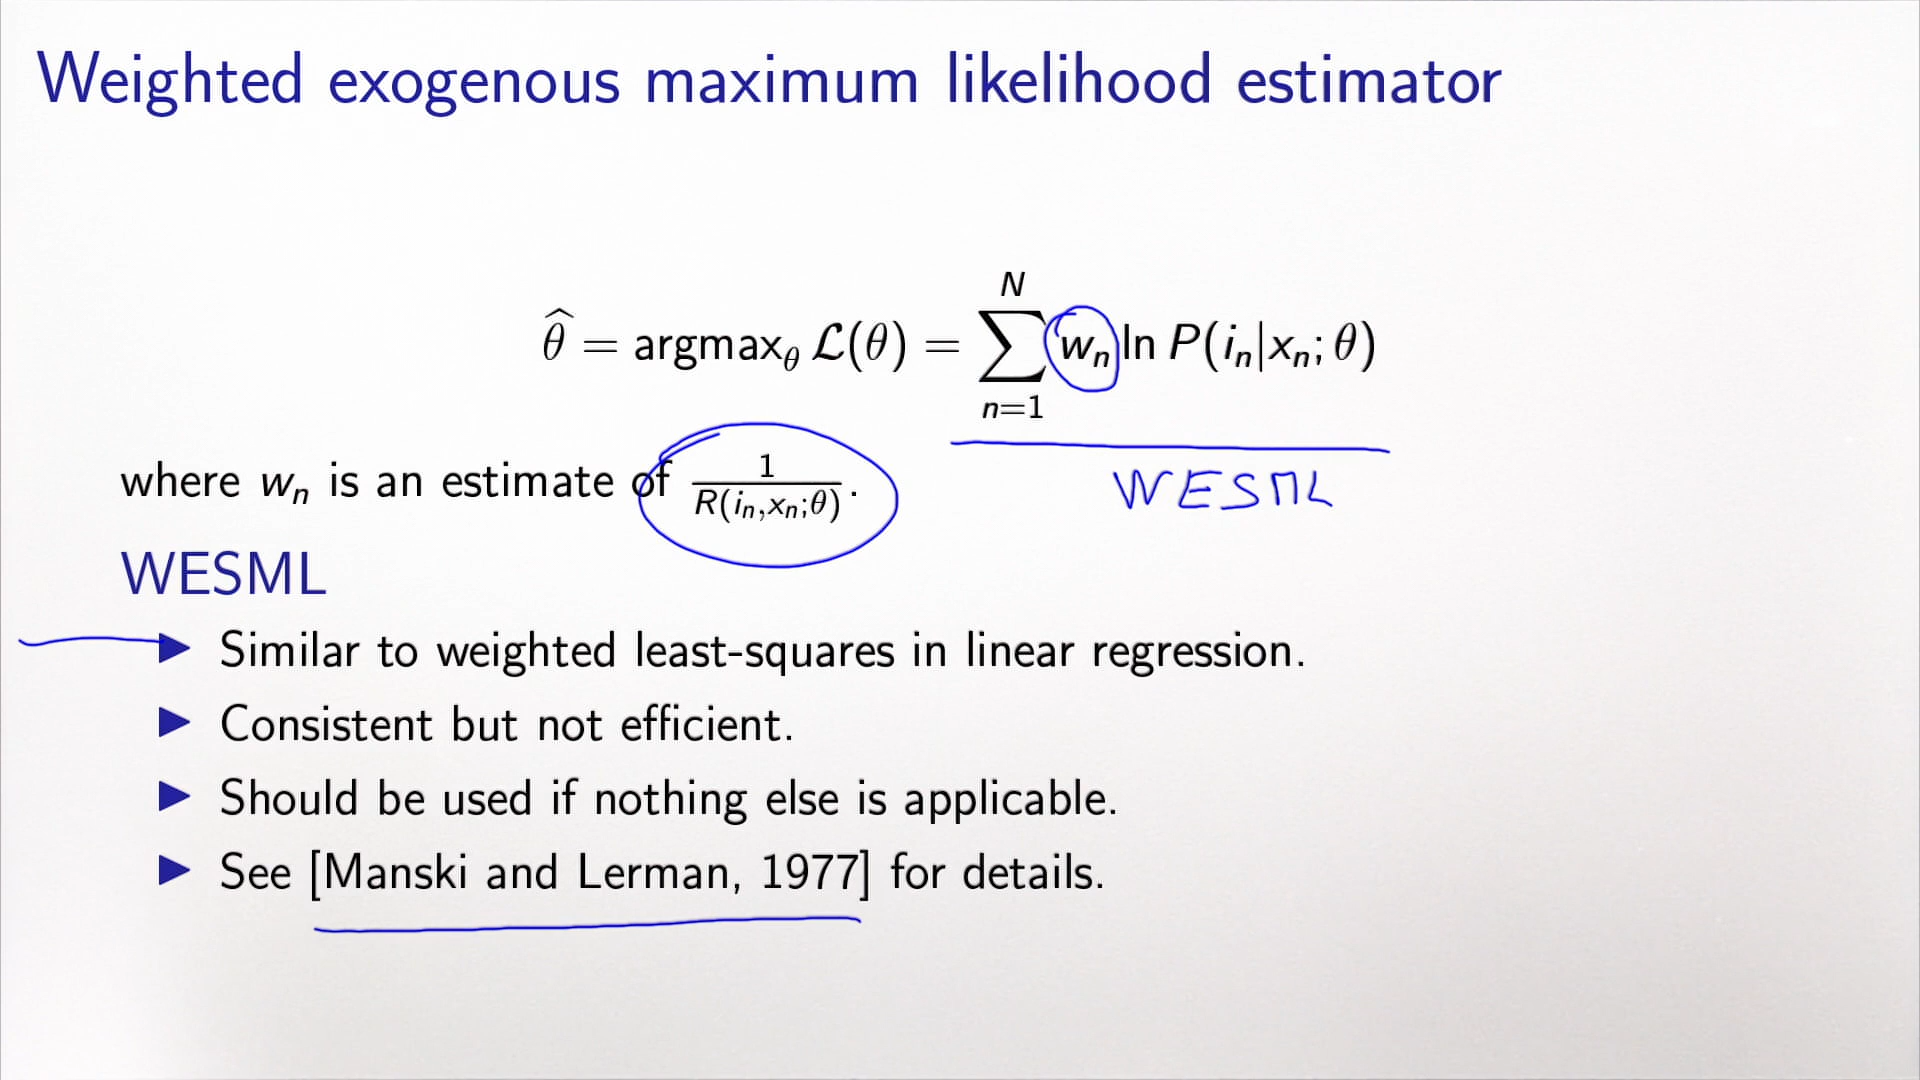 Weighted exogenous maximum likelihood estimator
N
θ̂ = argmax_θ ℒ(θ) = ∑ w_n ln P(i_n|x_n; θ)
n=1
where w_n is an estimate of 1/R(i_n,x_n;θ).
WESML
WESML
▶ Similar to weighted least-squares in linear regression.
▶ Consistent but not efficient.
▶ Should be used if nothing else is applicable.
▶ See [Manski and Lerman, 1977] for details.